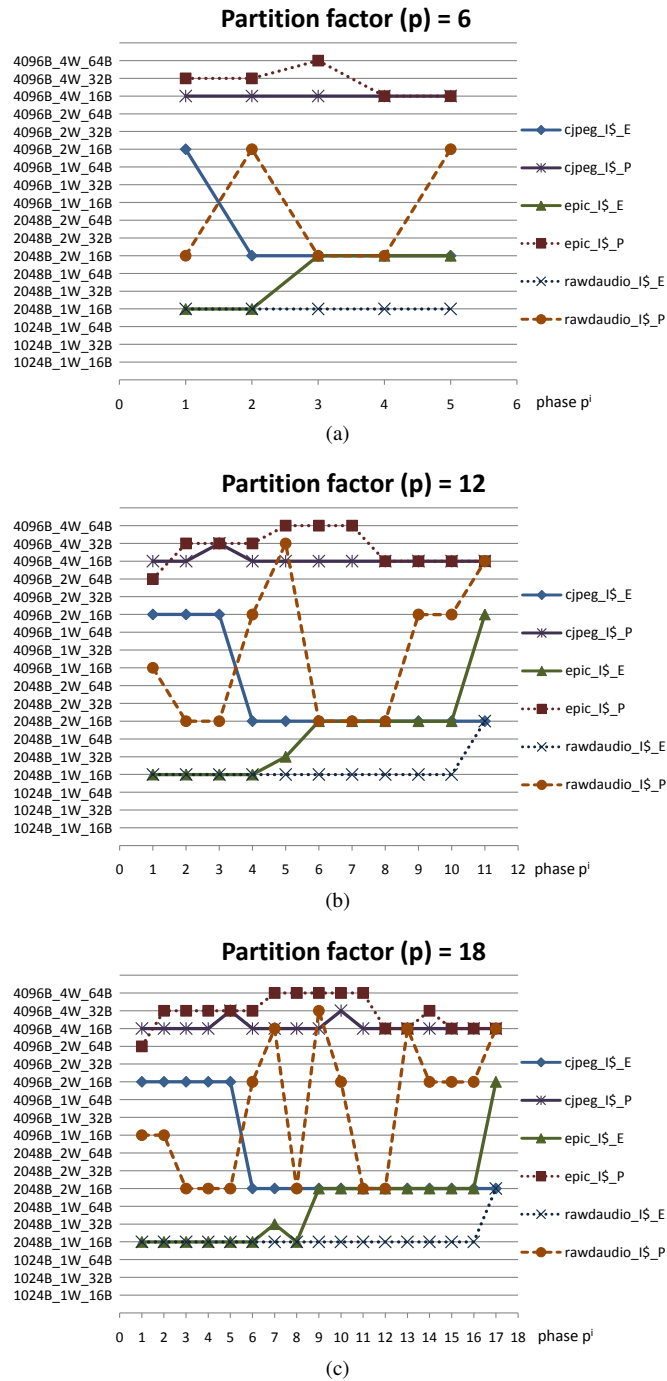 Partition factor (p) = 6
4096B_4W_64B
4096B_4W_32B
4096B_4W_16B
4096B_2W_64B
4096B_2W_32B
4096B_2W_16B
4096B_1W_64B
4096B_1W_32B
4096B_1W_16B
2048B_2W_64B
2048B_2W_32B
2048B_2W_16B
2048B_1W_64B
2048B_1W_32B
2048B_1W_16B
1024B_1W_64B
1024B_1W_32B
1024B_1W_16B
cjpeg_I$_E
cjpeg_I$_P
epic_I$_E
epic_I$_P
rawdaudio_I$_E
rawdaudio_I$_P
0 1 2 3 4 5 6 phase pⁱ
(a)
Partition factor (p) = 12
4096B_4W_64B
4096B_4W_32B
4096B_4W_16B
4096B_2W_64B
4096B_2W_32B
4096B_2W_16B
4096B_1W_64B
4096B_1W_32B
4096B_1W_16B
2048B_2W_64B
2048B_2W_32B
2048B_2W_16B
2048B_1W_64B
2048B_1W_32B
2048B_1W_16B
1024B_1W_64B
1024B_1W_32B
1024B_1W_16B
cjpeg_I$_E
cjpeg_I$_P
epic_I$_E
epic_I$_P
rawdaudio_I$_E
rawdaudio_I$_P
0 1 2 3 4 5 6 7 8 9 10 11 12 phase pⁱ
(b)
Partition factor (p) = 18
4096B_4W_64B
4096B_4W_32B
4096B_4W_16B
4096B_2W_64B
4096B_2W_32B
4096B_2W_16B
4096B_1W_64B
4096B_1W_32B
4096B_1W_16B
2048B_2W_64B
2048B_2W_32B
2048B_2W_16B
2048B_1W_64B
2048B_1W_32B
2048B_1W_16B
1024B_1W_64B
1024B_1W_32B
1024B_1W_16B
cjpeg_I$_E
cjpeg_I$_P
epic_I$_E
epic_I$_P
rawdaudio_I$_E
rawdaudio_I$_P
0 1 2 3 4 5 6 7 8 9 10 11 12 13 14 15 16 17 18 phase pⁱ
(c)